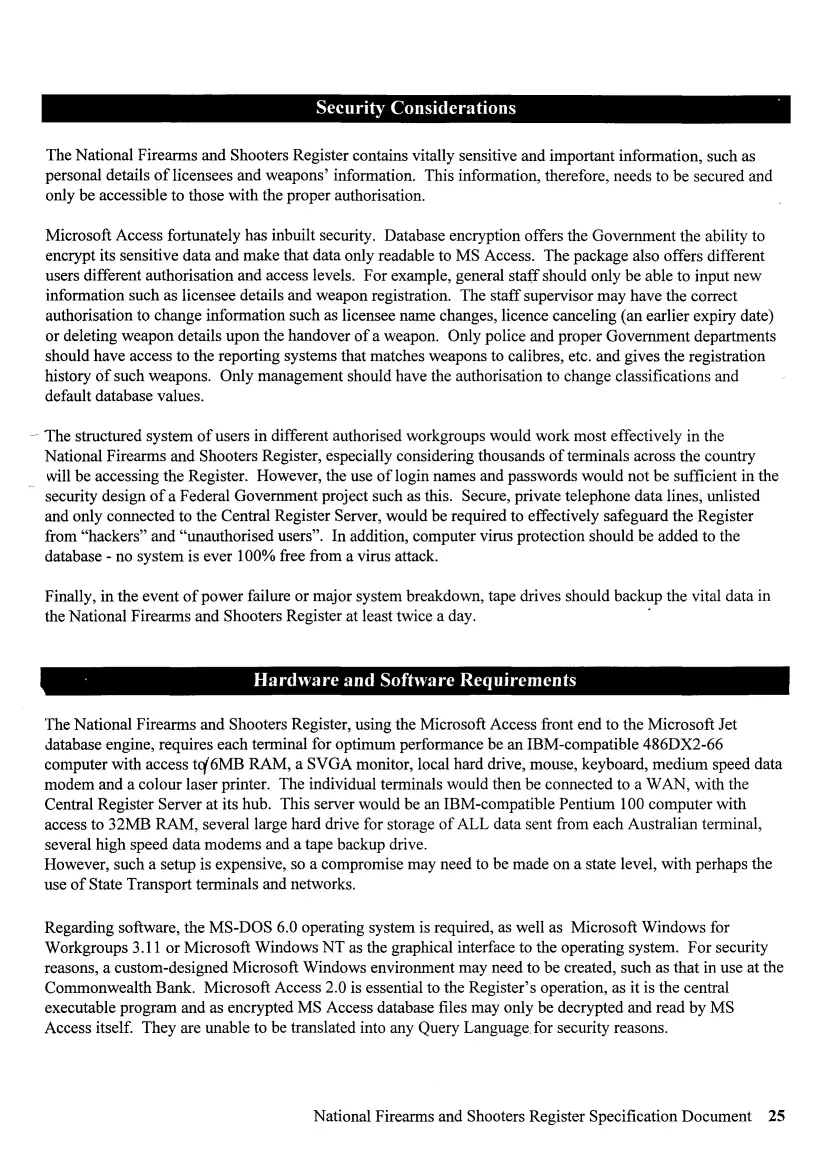 Security Considerations
The National Firearms and Shooters Register contains vitally sensitive and important information, such as
personal details of licensees and weapons' information. This information, therefore, needs to be secured and
only be accessible to those with the proper authorisation.
Microsoft Access fortunately has inbuilt security. Database encryption offers the Government the ability to
encrypt its sensitive data and make that data only readable to MS Access. The package also offers different
users different authorisation and access levels. For example, general staff should only be able to input new
information such as licensee details and weapon registration. The staff supervisor may have the correct
authorisation to change information such as licensee name changes, licence canceling (an earlier expiry date)
or deleting weapon details upon the handover of a weapon. Only police and proper Government departments
should have access to the reporting systems that matches weapons to calibres, etc. and gives the registration
history of such weapons. Only management should have the authorisation to change classifications and
default database values.
The structured system of users in different authorised workgroups would work most effectively in the
National Firearms and Shooters Register, especially considering thousands of terminals across the country
will be accessing the Register. However, the use of login names and passwords would not be sufficient in the
security design of a Federal Government project such as this. Secure, private telephone data lines, unlisted
and only connected to the Central Register Server, would be required to effectively safeguard the Register
from "hackers" and "unauthorised users". In addition, computer virus protection should be added to the
database - no system is ever 100% free from a virus attack.
Finally, in the event of power failure or major system breakdown, tape drives should backup the vital data in
the National Firearms and Shooters Register at least twice a day.
Hardware and Software Requirements
The National Firearms and Shooters Register, using the Microsoft Access front end to the Microsoft Jet
database engine, requires each terminal for optimum performance be an IBM-compatible 486DX2-66
computer with access to 6MB RAM, a SVGA monitor, local hard drive, mouse, keyboard, medium speed data
modem and a colour laser printer. The individual terminals would then be connected to a WAN, with the
Central Register Server at its hub. This server would be an IBM-compatible Pentium 100 computer with
access to 32MB RAM, several large hard drive for storage of ALL data sent from each Australian terminal,
several high speed data modems and a tape backup drive.
However, such a setup is expensive, so a compromise may need to be made on a state level, with perhaps the
use of State Transport terminals and networks.
Regarding software, the MS-DOS 6.0 operating system is required, as well as Microsoft Windows for
Workgroups 3.11 or Microsoft Windows NT as the graphical interface to the operating system. For security
reasons, a custom-designed Microsoft Windows environment may need to be created, such as that in use at the
Commonwealth Bank. Microsoft Access 2.0 is essential to the Register's operation, as it is the central
executable program and as encrypted MS Access database files may only be decrypted and read by MS
Access itself. They are unable to be translated into any Query Language for security reasons.
National Firearms and Shooters Register Specification Document 25